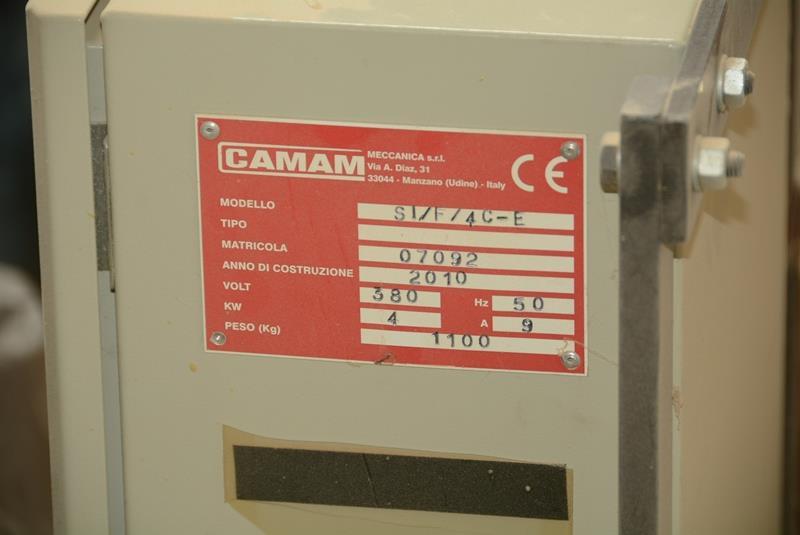 CAMAM
MECCANICA s.r.l.
Via A. Diaz, 31
33044 - Manzano (Udine) - Italy
CE
MODELLO SI/F/4C-E
TIPO
MATRICOLA 07092
ANNO DI COSTRUZIONE 2010
VOLT 380 Hz 50
KW 4 A 9
PESO (Kg) 1100